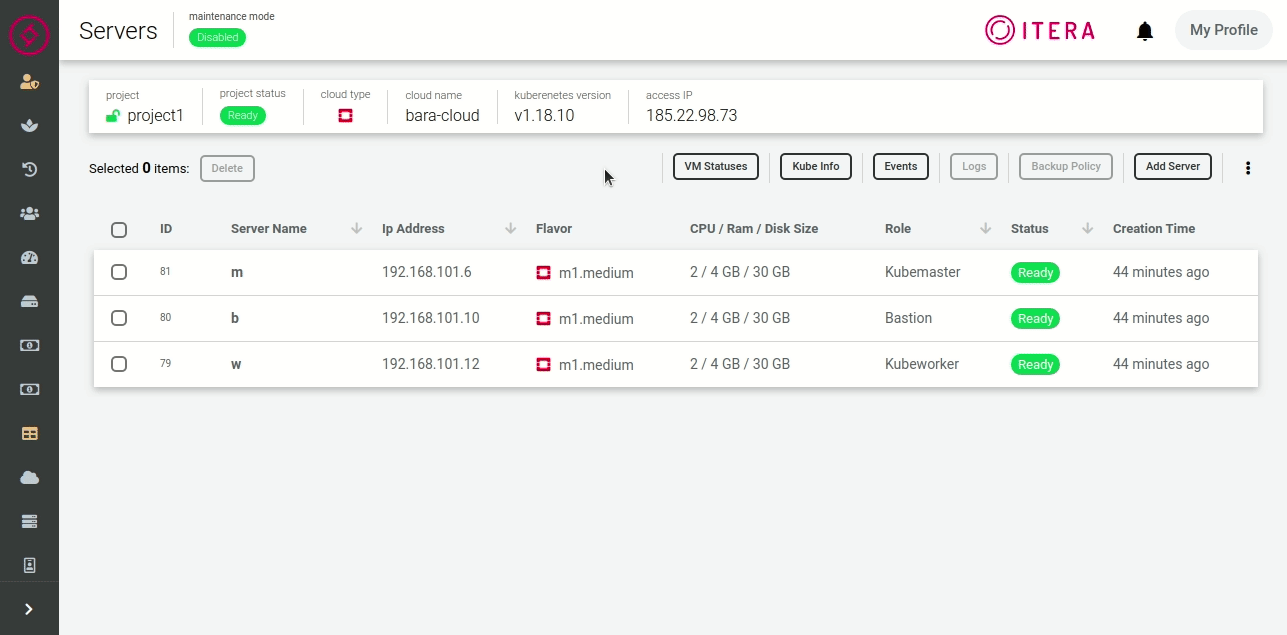 Servers
maintenance mode
Disabled
ITERA
My Profile
project
project1
project status
Ready
cloud type
cloud name
bara-cloud
kuberenetes version
v1.18.10
access IP
185.22.98.73
Selected 0 items:
Delete
VM Statuses
Kube Info
Events
Logs
Backup Policy
Add Server
ID Server Name Ip Address Flavor CPU / Ram / Disk Size Role Status Creation Time
81 m 192.168.101.6 m1.medium 2 / 4 GB / 30 GB Kubemaster Ready 44 minutes ago
80 b 192.168.101.10 m1.medium 2 / 4 GB / 30 GB Bastion Ready 44 minutes ago
79 w 192.168.101.12 m1.medium 2 / 4 GB / 30 GB Kubeworker Ready 44 minutes ago